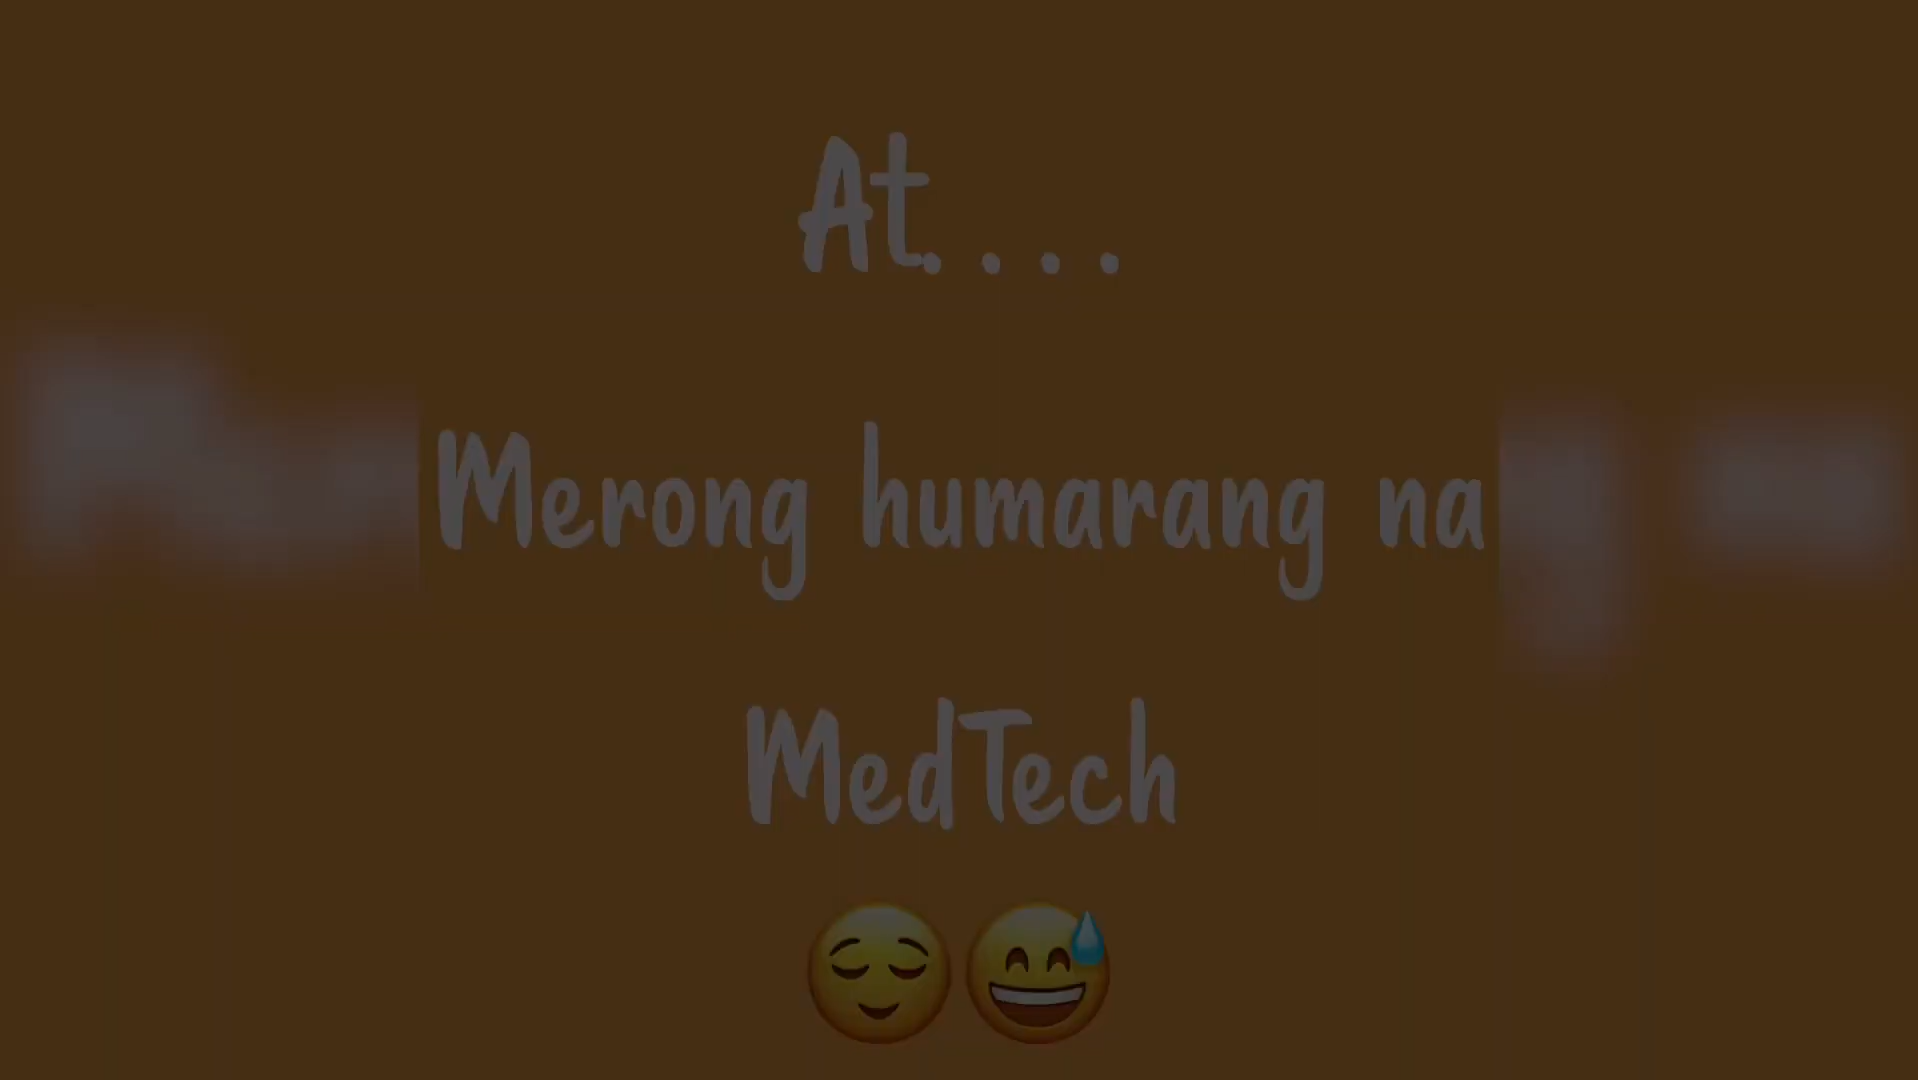 At....
Merong humarang na
MedTech
😌😅